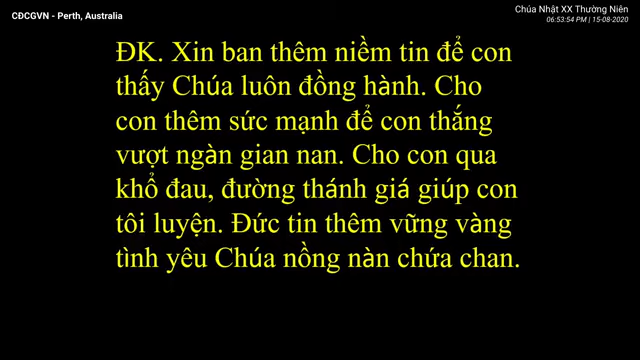 CĐCGVN - Perth, Australia
Chúa Nhật XX Thường Niên
06:53:54 PM | 15-08-2020
ĐK. Xin ban thêm niềm tin để con
thấy Chúa luôn đồng hành. Cho
con thêm sức mạnh để con thắng
vượt ngàn gian nan. Cho con qua
khổ đau, đường thánh giá giúp con
tôi luyện. Đức tin thêm vững vàng
tình yêu Chúa nồng nàn chứa chan.